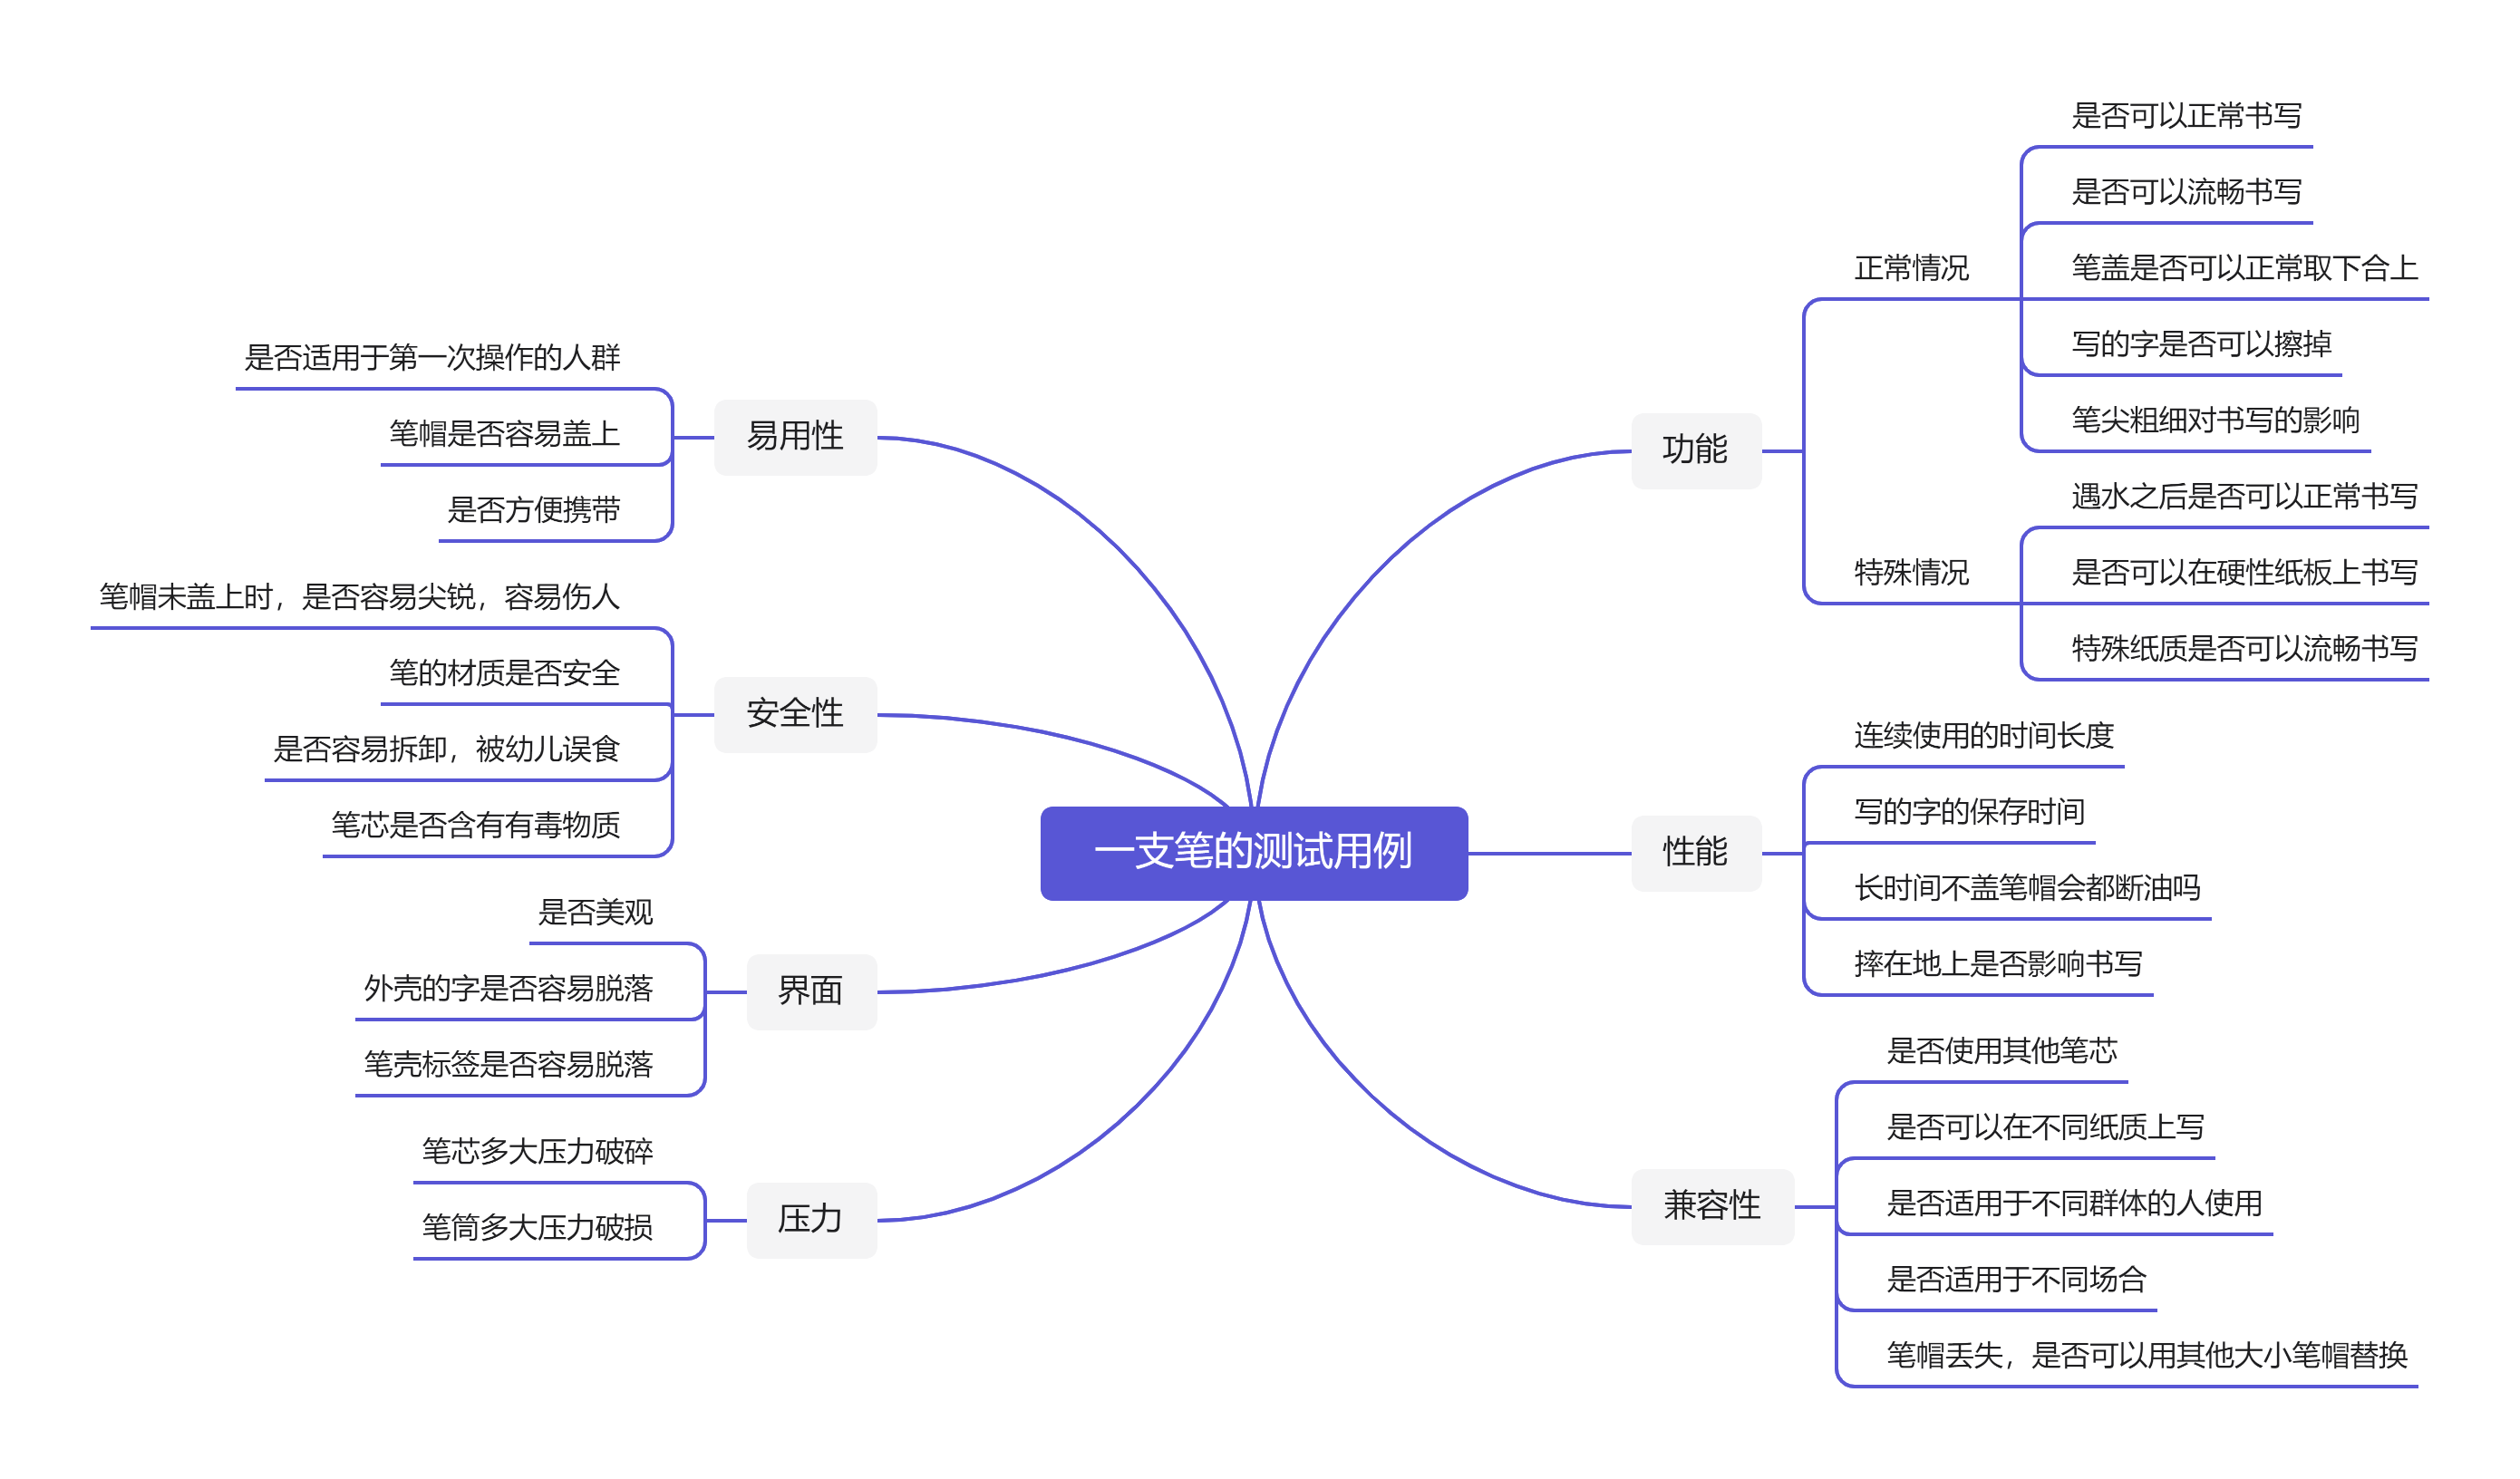 一支笔的测试用例
功能
正常情况
是否可以正常书写
是否可以流畅书写
笔盖是否可以正常取下合上
写的字是否可以擦掉
笔尖粗细对书写的影响
特殊情况
遇水之后是否可以正常书写
是否可以在硬性纸板上书写
特殊纸质是否可以流畅书写
性能
连续使用的时间长度
写的字的保存时间
长时间不盖笔帽会都断油吗
摔在地上是否影响书写
兼容性
是否使用其他笔芯
是否可以在不同纸质上写
是否适用于不同群体的人使用
是否适用于不同场合
笔帽丢失，是否可以用其他大小笔帽替换
易用性
是否适用于第一次操作的人群
笔帽是否容易盖上
是否方便携带
安全性
笔帽未盖上时，是否容易尖锐，容易伤人
笔的材质是否安全
是否容易拆卸，被幼儿误食
笔芯是否含有有毒物质
界面
是否美观
外壳的字是否容易脱落
笔壳标签是否容易脱落
压力
笔芯多大压力破碎
笔筒多大压力破损